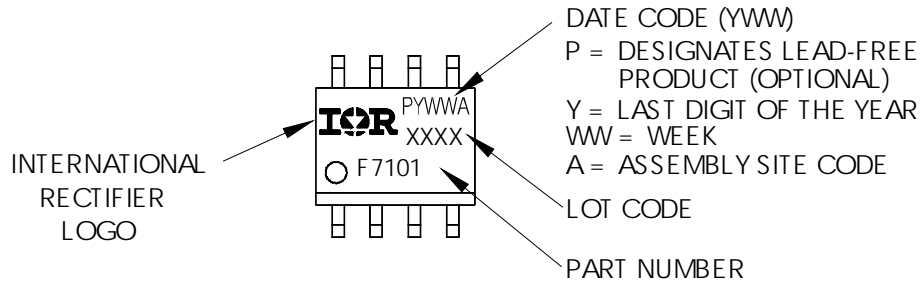 DATE CODE (YWW)
P = DESIGNATES LEAD-FREE
PRODUCT (OPTIONAL)
Y = LAST DIGIT OF THE YEAR
WW = WEEK
A = ASSEMBLY SITE CODE
LOT CODE
PART NUMBER
INTERNATIONAL
RECTIFIER
LOGO
IOR
PYWWA
XXXX
F7101